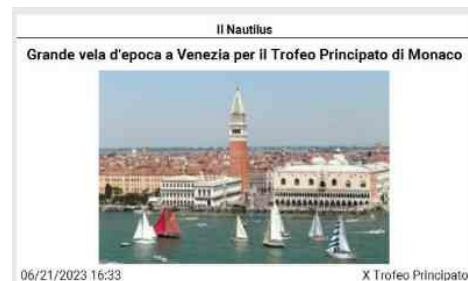 Il Nautilus
Grande vela d'epoca a Venezia per il Trofeo Principato di Monaco
06/21/2023 16:33
X Trofeo Principato